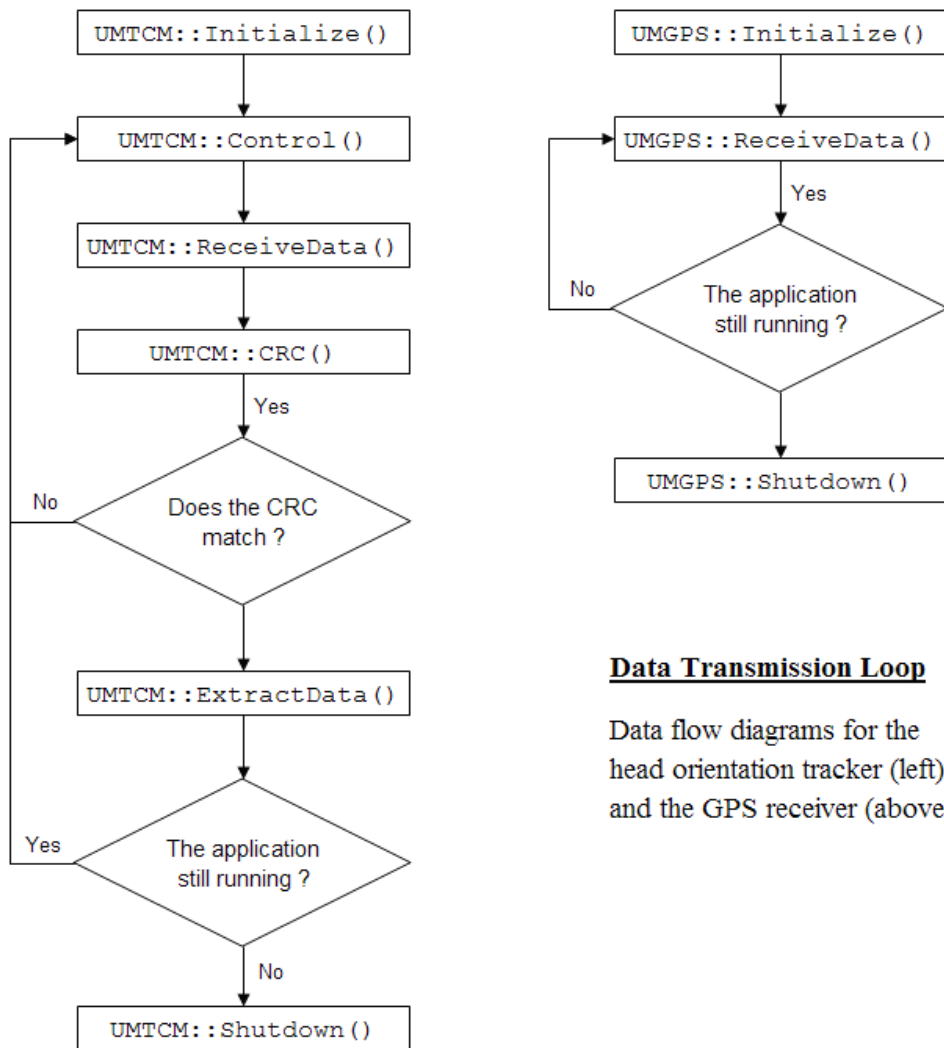 UMTCM::Initialize()
UMTCM::Control()
UMTCM::ReceiveData()
UMTCM::CRC()
Yes
Does the CRC
match ?
No
UMTCM::ExtractData()
The application
still running ?
Yes
No
UMTCM::Shutdown()
UMGPS::Initialize()
UMGPS::ReceiveData()
Yes
The application
still running ?
No
UMGPS::Shutdown()
Data Transmission Loop
Data flow diagrams for the
head orientation tracker (left)
and the GPS receiver (above